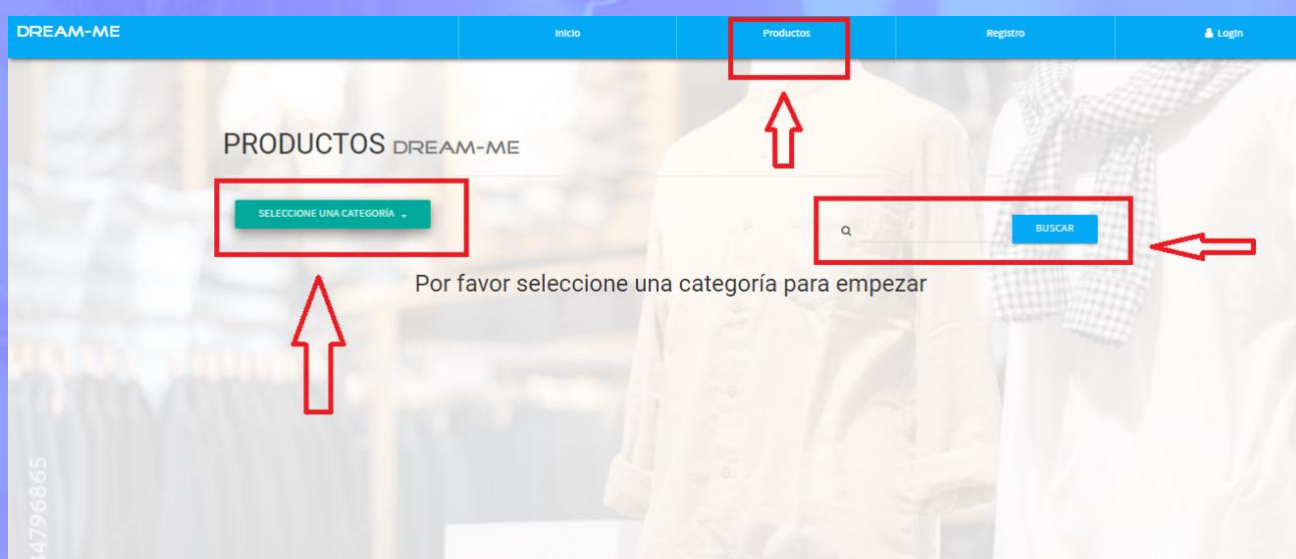 DREAM-ME
Inicio
Productos
Registro
Login
PRODUCTOS DREAM-ME
SELECCIONE UNA CATEGORÍA
BUSCAR
Por favor seleccione una categoría para empezar